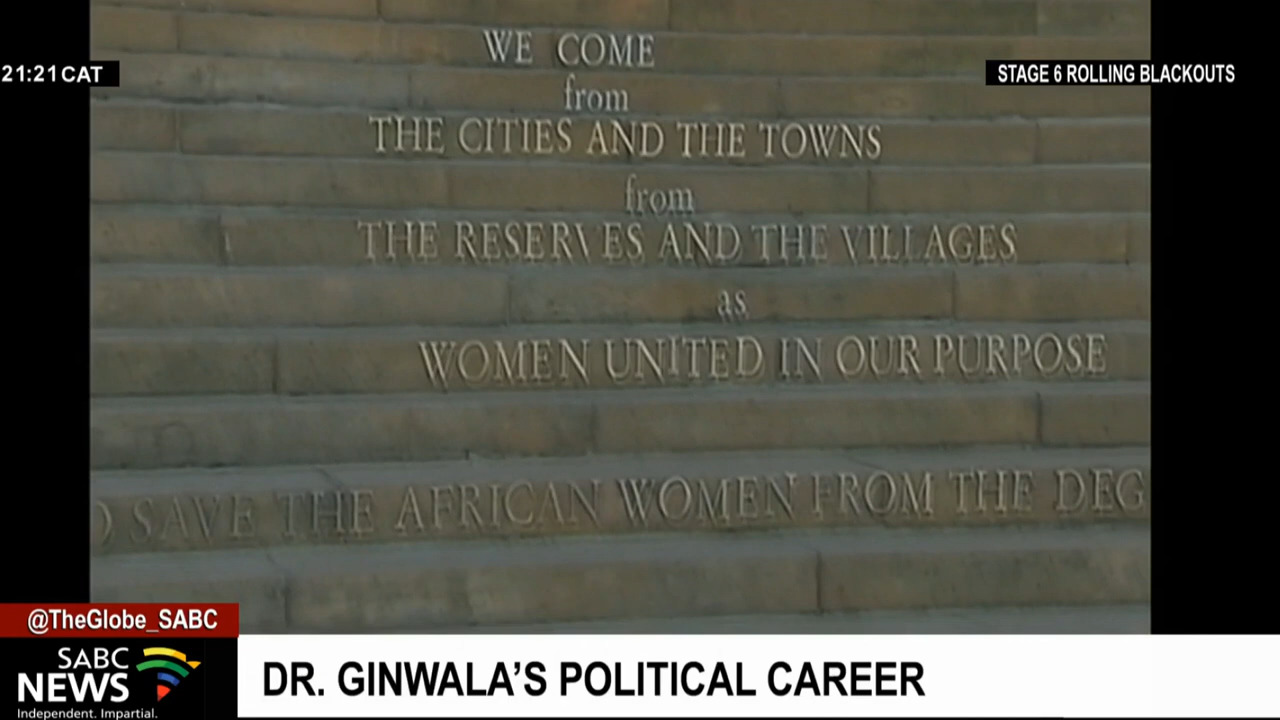 WE COME
from
THE CITIES AND THE TOWNS
from
THE RESERVES AND THE VILLAGES
as
WOMEN UNITED IN OUR PURPOSE
SAVE THE AFRICAN WOMEN FROM THE DEG
21:21 CAT
STAGE 6 ROLLING BLACKOUTS
@TheGlobe_SABC
SABC
NEWS
Independent. Impartial.
DR. GINWALA'S POLITICAL CAREER